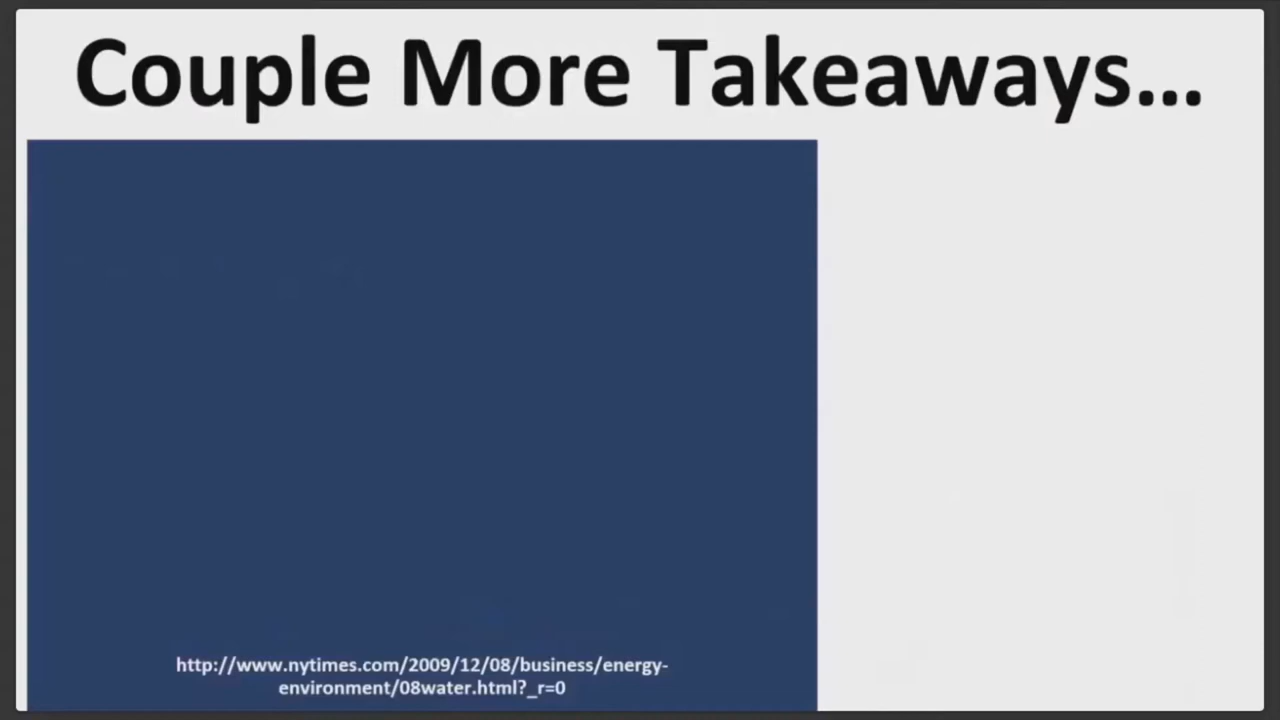 Couple More Takeaways...
http://www.nytimes.com/2009/12/08/business/energy-
environment/08water.html?_r=0